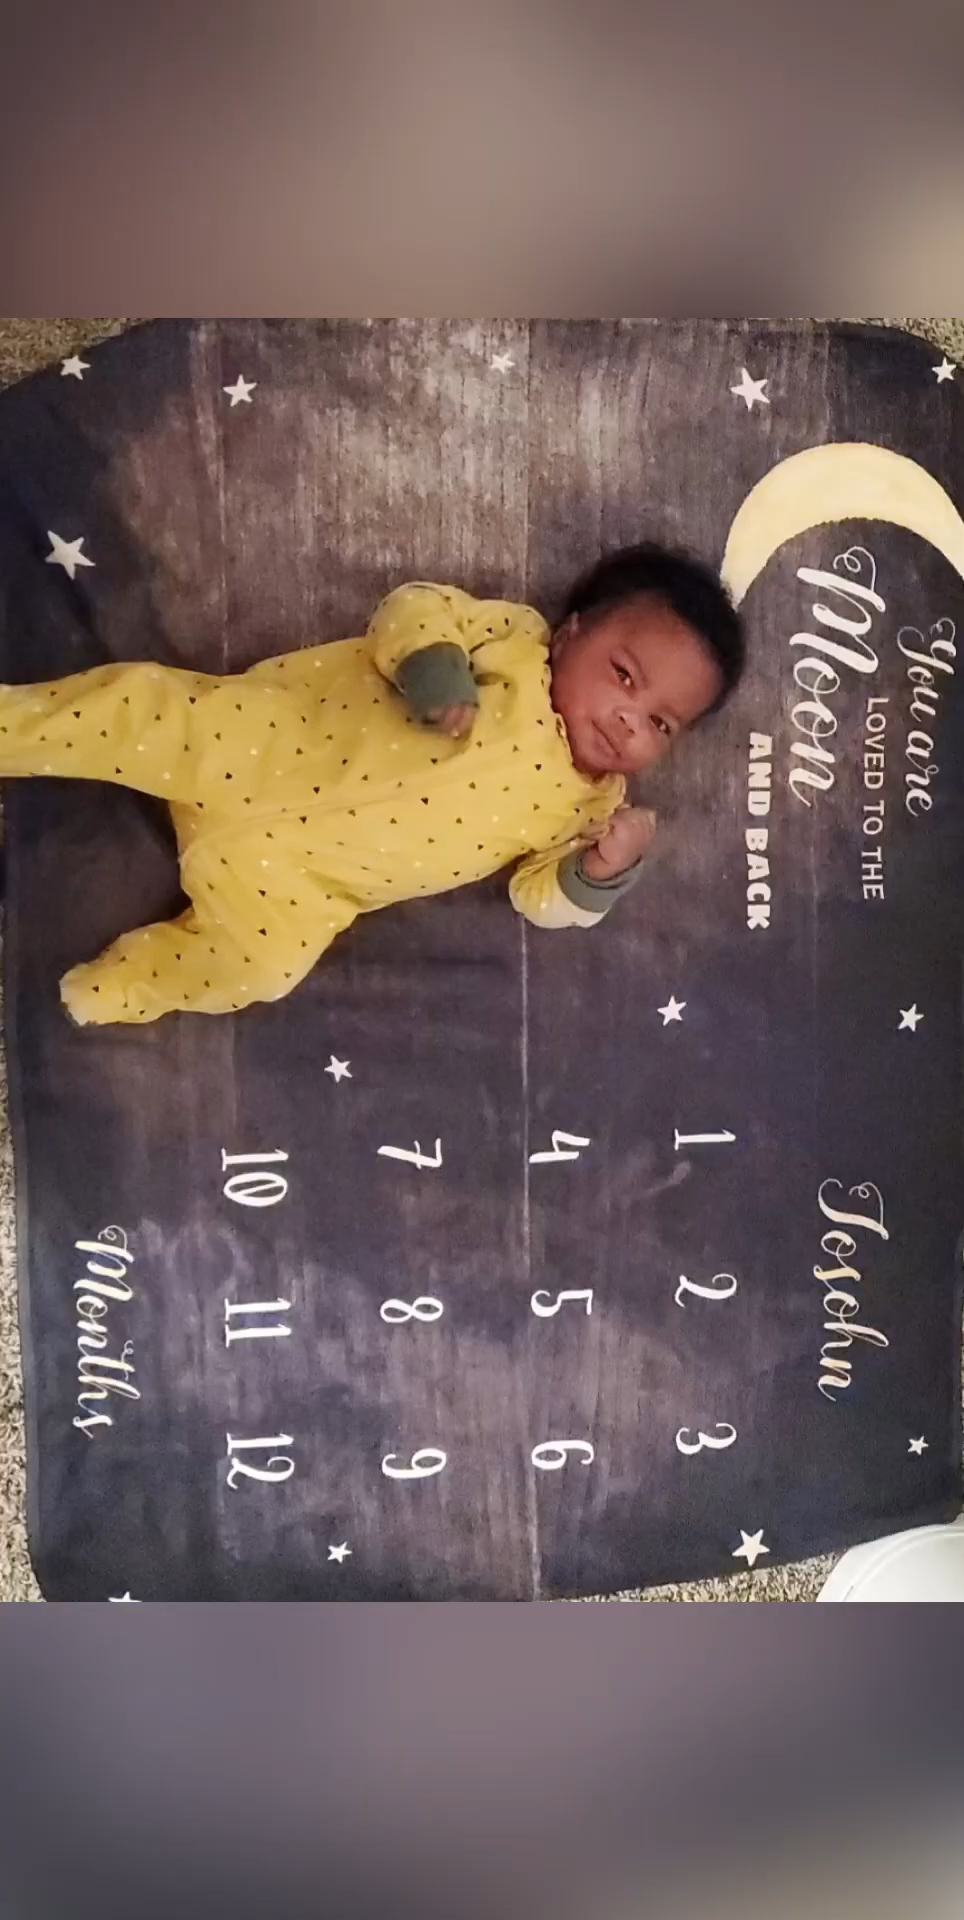 You are
LOVED TO THE
Moon
AND BACK
Josohn
1 2 3
4 5 6
7 8 9
10 11 12
Months